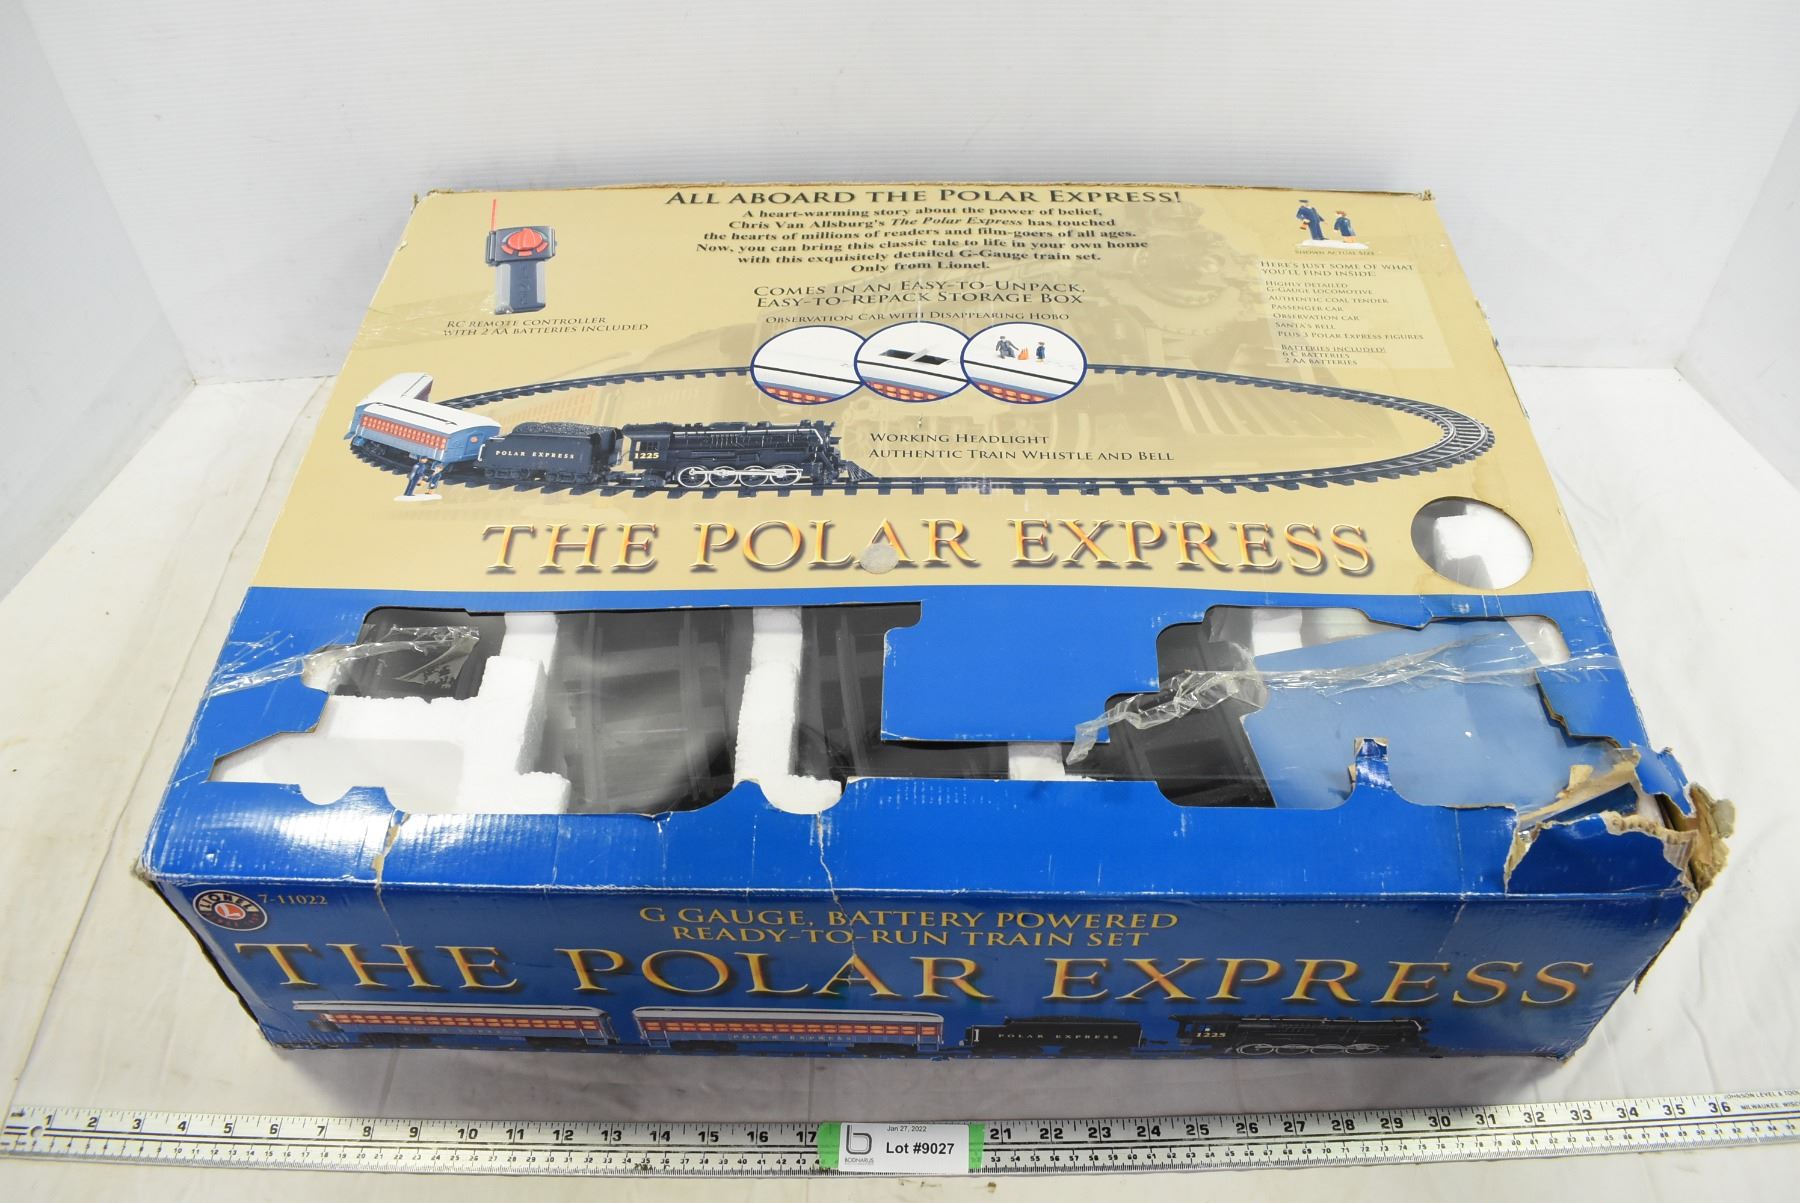 ALL ABOARD THE POLAR EXPRESS!
A heart-warming story about the power of belief,
Chris Van Allsburg's The Polar Express has touched
the hearts of millions of readers and film-goers of all ages.
Now, you can bring this classic tale to life in your own home
with this exquisitely detailed G-Gauge train set.
Only from Lionel.
COMES IN AN EASY-TO-UNPACK,
EASY-TO-REPACK STORAGE BOX
OBSERVATION CAR WITH DISAPPEARING HOBO
RC REMOTE CONTROLLER
WITH 2 AA BATTERIES INCLUDED
SHOWN ACTUAL SIZE
HERE'S JUST SOME OF WHAT
YOU'LL FIND INSIDE:
HIGHLY DETAILED
G-GAUGE LOCOMOTIVE
AUTHENTIC COAL TENDER
PASSENGER CAR
OBSERVATION CAR
SANTA'S BELL
PLUS 3 POLAR EXPRESS FIGURES
BATTERIES INCLUDED!
6 C BATTERIES
2 AA BATTERIES
POLAR EXPRESS
1225
WORKING HEADLIGHT
AUTHENTIC TRAIN WHISTLE AND BELL
THE POLAR EXPRESS
LIONEL
L
7-11022
G GAUGE, BATTERY POWERED
READY-TO-RUN TRAIN SET
THE POLAR EXPRESS
POLAR EXPRESS
POLAR EXPRESS
1225
1 2 3 4 5 6 7 8 9 10 11 12 13 14 15 16 17 21 22 23 24 25 26 27 28 29 30 31 32 33 34 35 36
JOHNSON LEVEL & TOOL
Jan 27, 2022
Lot #9027
b
BODNARUS